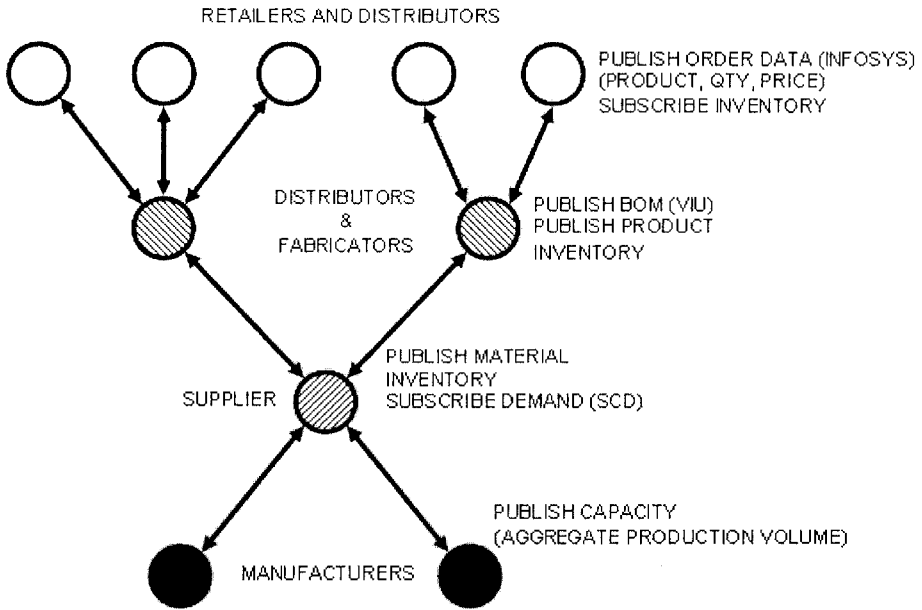 RETAILERS AND DISTRIBUTORS
PUBLISH ORDER DATA (INFOSYS)
(PRODUCT, QTY, PRICE)
SUBSCRIBE INVENTORY
DISTRIBUTORS
&
FABRICATORS
PUBLISH BOM (VIU)
PUBLISH PRODUCT
INVENTORY
SUPPLIER
PUBLISH MATERIAL
INVENTORY
SUBSCRIBE DEMAND (SCD)
PUBLISH CAPACITY
(AGGREGATE PRODUCTION VOLUME)
MANUFACTURERS